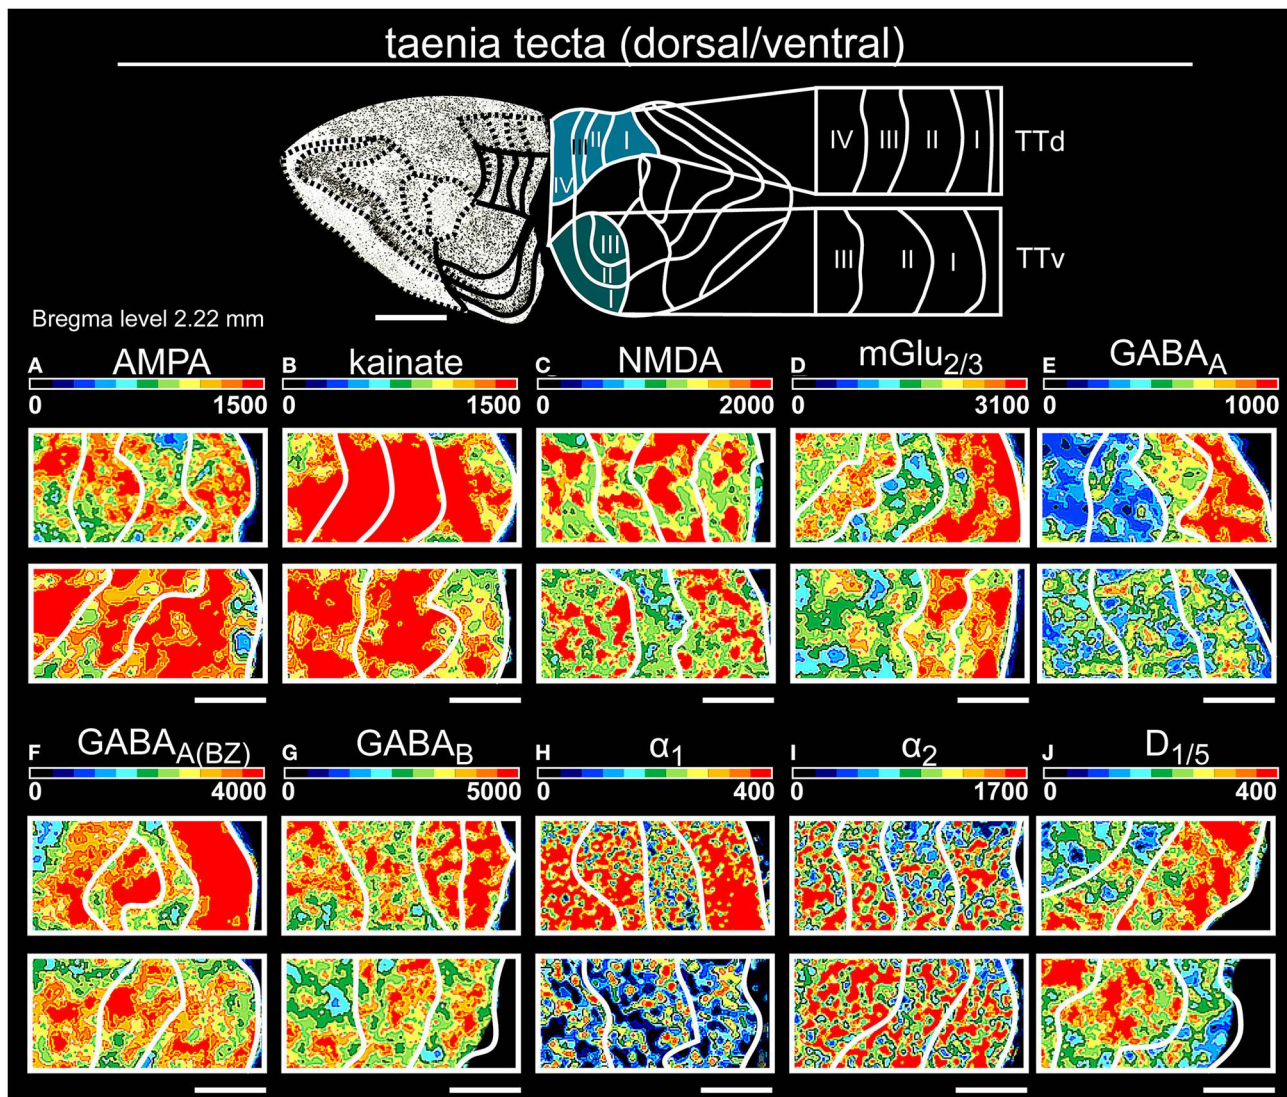 taenia tecta (dorsal/ventral)
IV III II I
IV III II I TTd
III II I
III II I TTv
Bregma level 2.22 mm
A AMPA B kainate C NMDA D mGlu2/3 E GABAA
0 1500 0 1500 0 2000 0 3100 0 1000
F GABAA(BZ) G GABAB H α1 I α2 J D1/5
0 4000 0 5000 0 400 0 1700 0 400